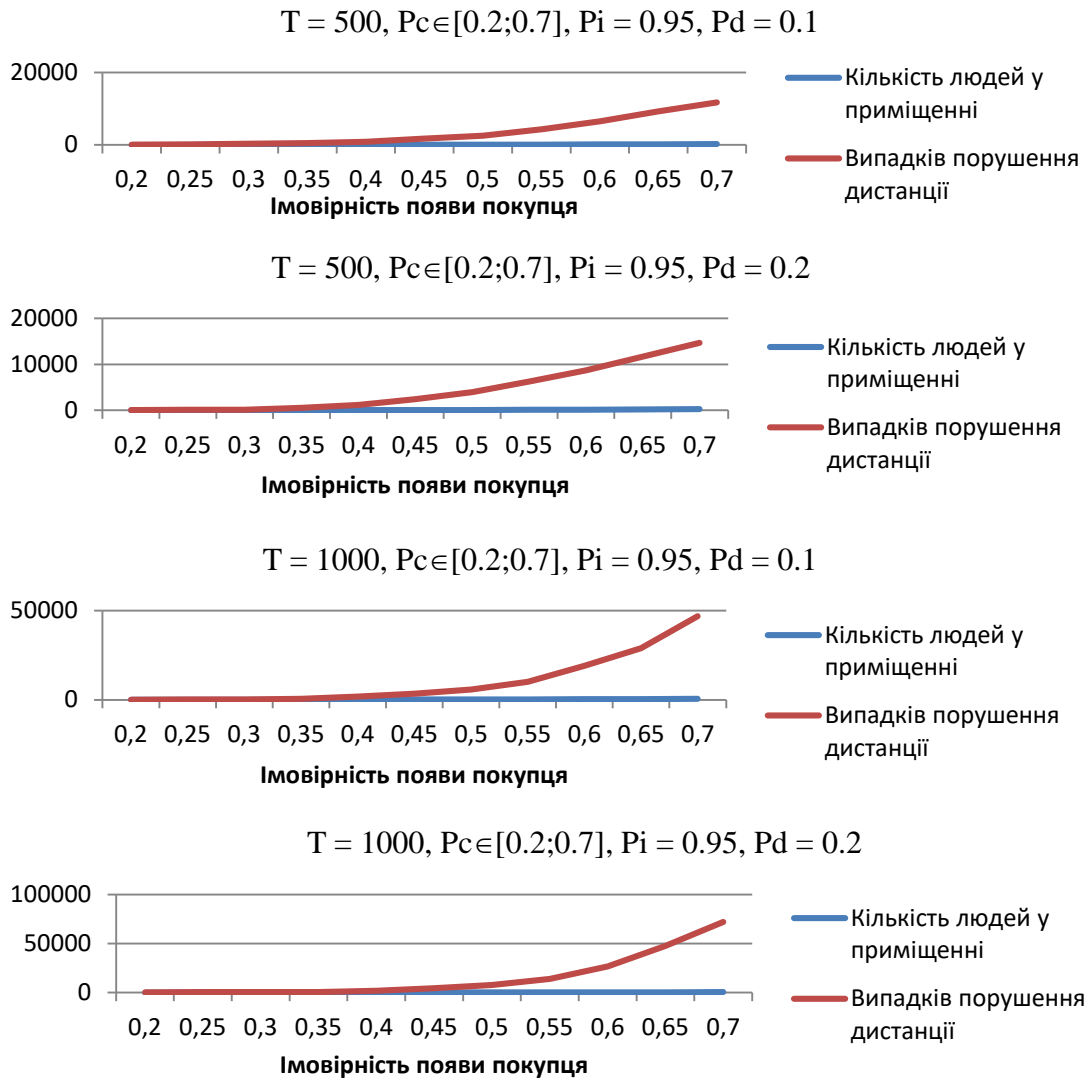 T = 500, Pc∈[0.2;0.7], Pi = 0.95, Pd = 0.1
20000
0
0,2 0,25 0,3 0,35 0,4 0,45 0,5 0,55 0,6 0,65 0,7
Імовірність появи покупця
Кількість людей у
приміщенні
Випадків порушення
дистанції
T = 500, Pc∈[0.2;0.7], Pi = 0.95, Pd = 0.2
20000
10000
0
0,2 0,25 0,3 0,35 0,4 0,45 0,5 0,55 0,6 0,65 0,7
Імовірність появи покупця
Кількість людей у
приміщенні
Випадків порушення
дистанції
T = 1000, Pc∈[0.2;0.7], Pi = 0.95, Pd = 0.1
50000
0
0,2 0,25 0,3 0,35 0,4 0,45 0,5 0,55 0,6 0,65 0,7
Імовірність появи покупця
Кількість людей у
приміщенні
Випадків порушення
дистанції
T = 1000, Pc∈[0.2;0.7], Pi = 0.95, Pd = 0.2
100000
50000
0
0,2 0,25 0,3 0,35 0,4 0,45 0,5 0,55 0,6 0,65 0,7
Імовірність появи покупця
Кількість людей у
приміщенні
Випадків порушення
дистанції